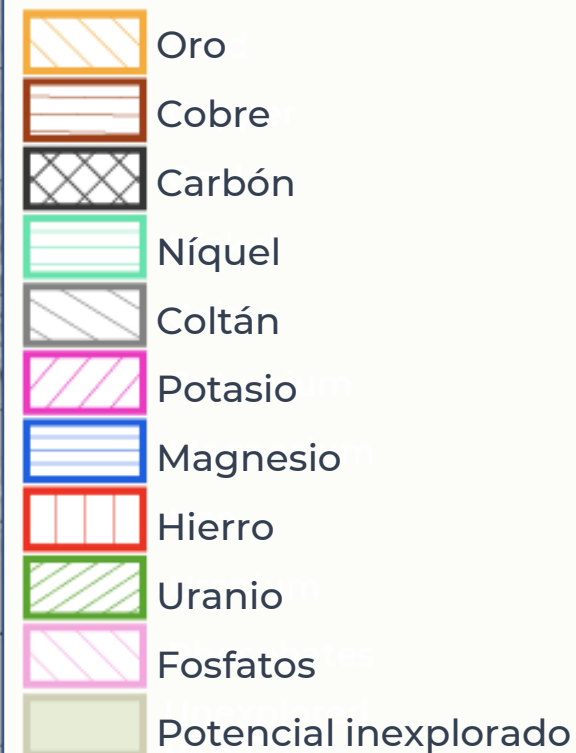 Oro
Cobre
Carbón
Níquel
Coltán
Potasio
Magnesio
Hierro
Uranio
Fosfatos
Potencial inexplorado